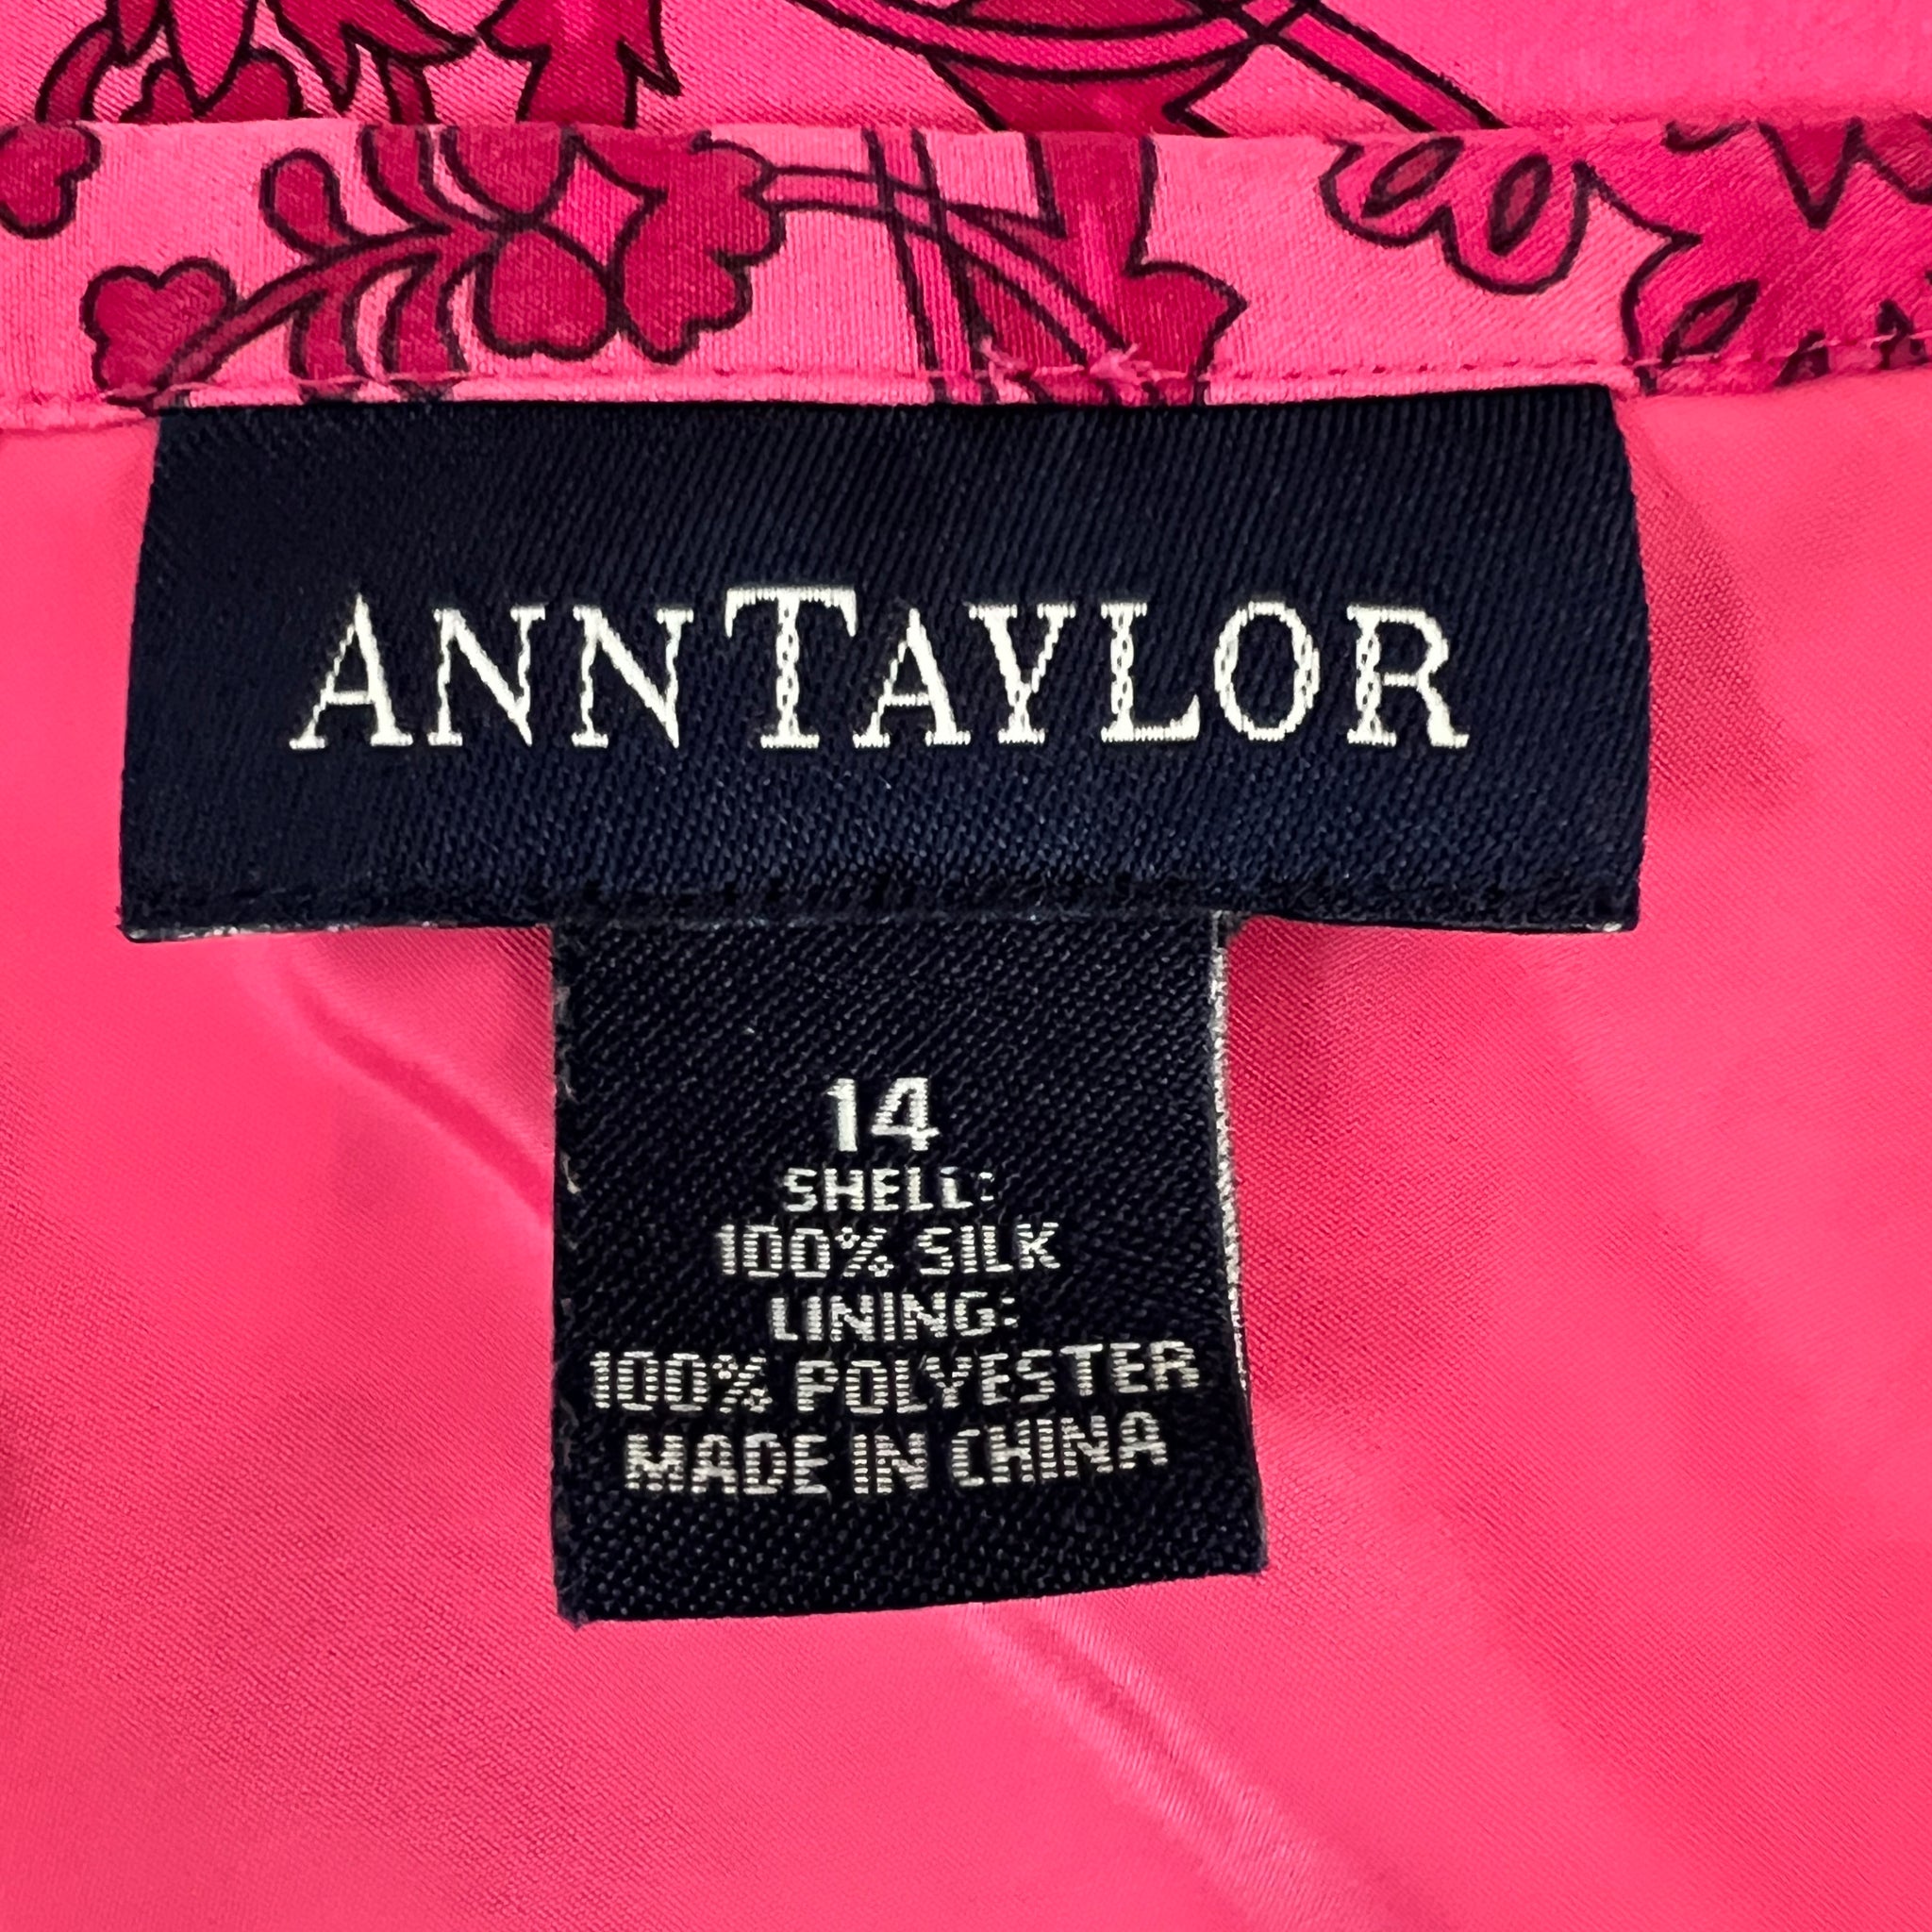 ANNTAYLOR
14
SHELL:
100% SILK
LINING:
100% POLYESTER
MADE IN CHINA